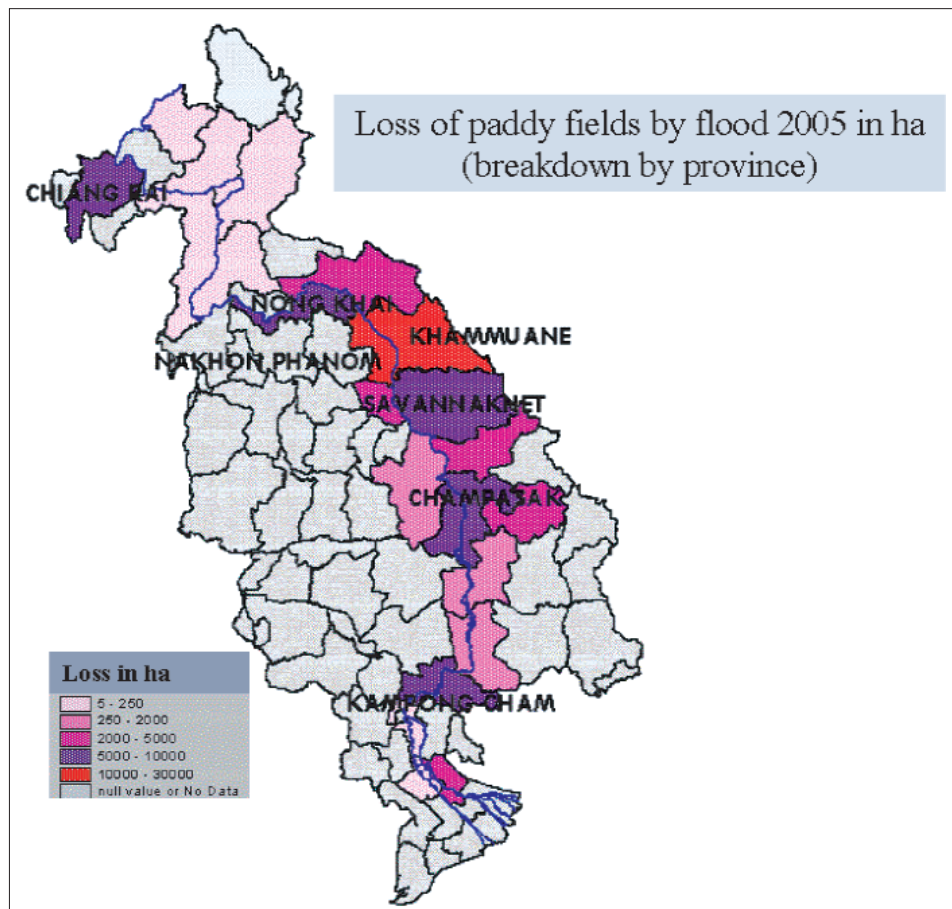 Loss of paddy fields by flood 2005 in ha
(breakdown by province)
CHIANG RAI
NONG KHAI
KHAMMUANE
NAKHON PHANOM
SAVANNAKHET
CHAMPASAK
KAMPONG CHAM
Loss in ha
5 - 250
250 - 2000
2000 - 5000
5000 - 10000
10000 - 30000
null value or No Data